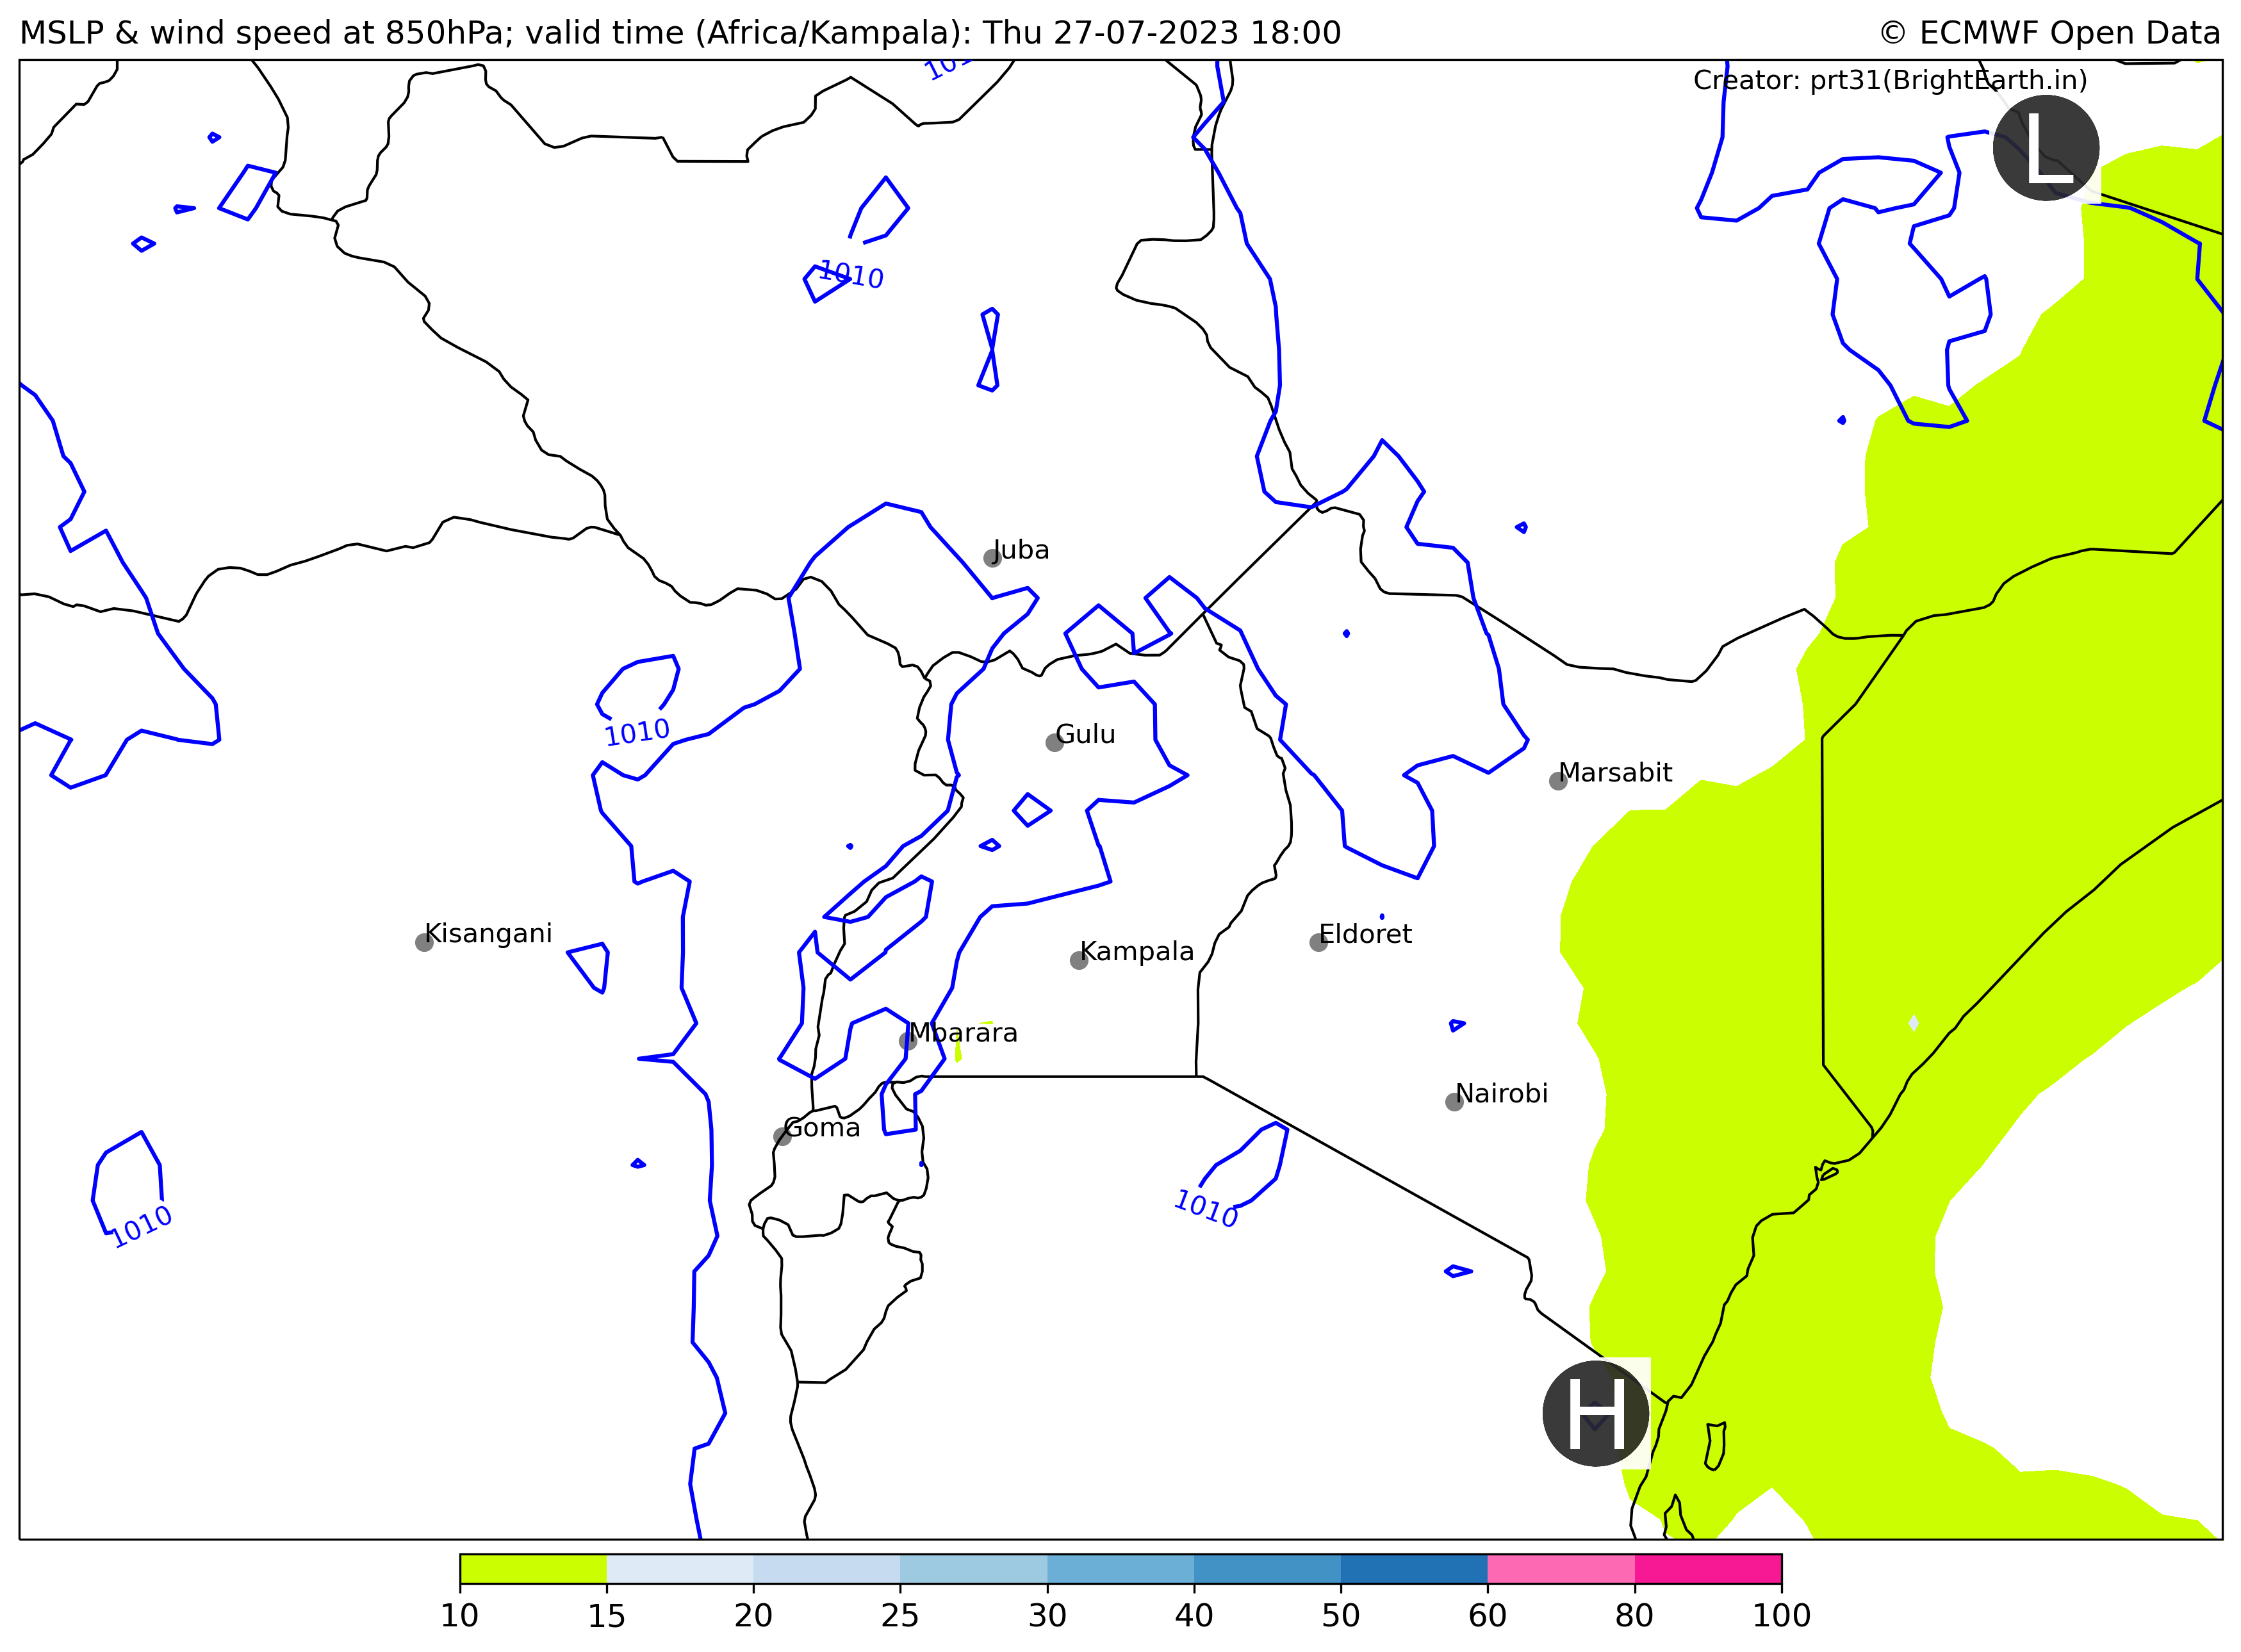 MSLP & wind speed at 850hPa; valid time (Africa/Kampala): Thu 27-07-2023 18:00
© ECMWF Open Data
Creator: prt31(BrightEarth.in)
L
1010
Juba
1010
Gulu
Marsabit
Kisangani
Eldoret
Kampala
Mbarara
Nairobi
Goma
1010
1010
H
10 15 20 25 30 40 50 60 80 100